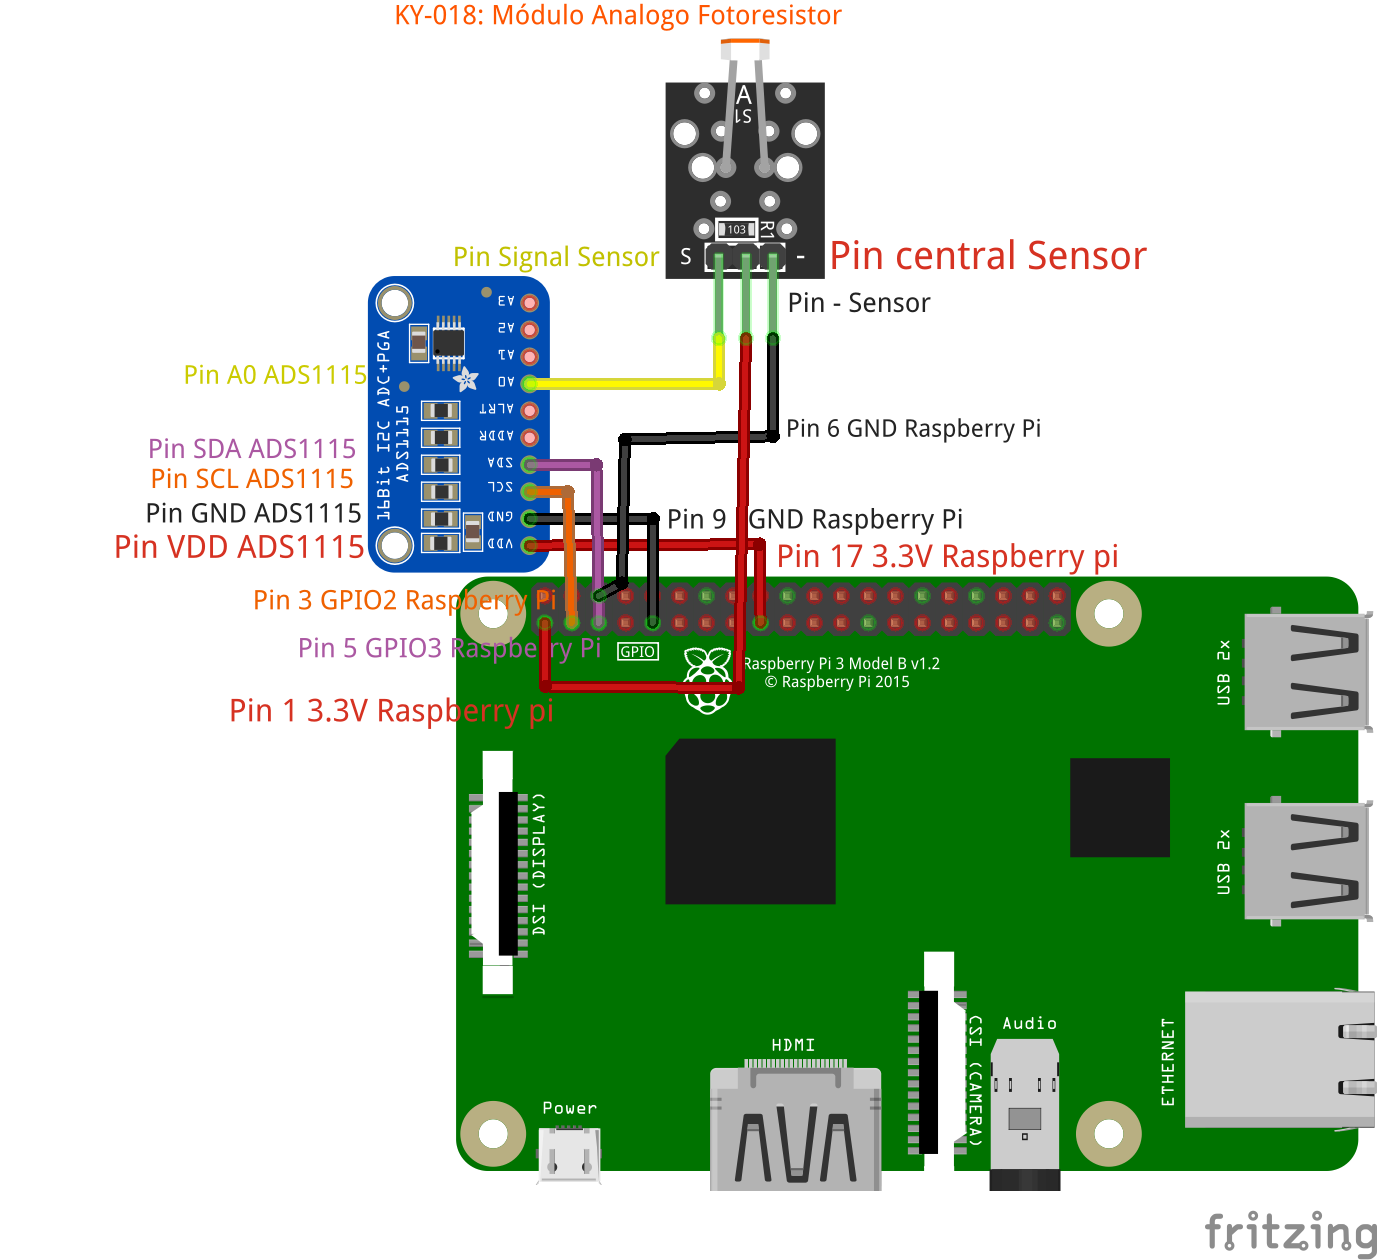 KY-018: Módulo Analogo Fotoresistor
A
S1
103
R1
S
-
Pin Signal Sensor
Pin central Sensor
Pin - Sensor
A3
A2
A1
A0
ALRT
ADDR
SDA
SCL
GND
VDD
16Bit I2C ADC+PGA
ADS1115
Pin A0 ADS1115
Pin 6 GND Raspberry Pi
Pin SDA ADS1115
Pin SCL ADS1115
Pin GND ADS1115
Pin 9 GND Raspberry Pi
Pin VDD ADS1115
Pin 17 3.3V Raspberry pi
Pin 3 GPIO2 Raspberry Pi
Pin 5 GPIO3 Raspberry Pi
GPIO
Raspberry Pi 3 Model B v1.2
© Raspberry Pi 2015
Pin 1 3.3V Raspberry pi
USB 2x
DSI (DISPLAY)
USB 2x
CSI (CAMERA)
Audio
ETHERNET
HDMI
Power
fritzing